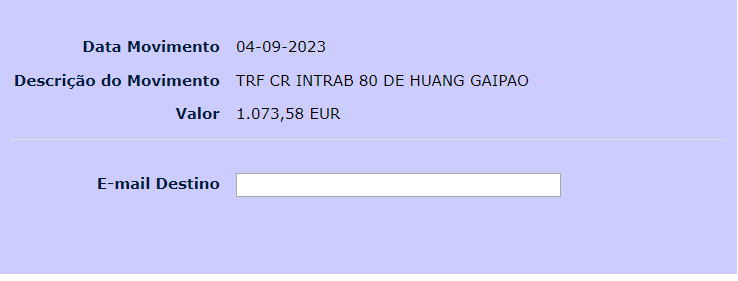 Data Movimento 04-09-2023
Descrição do Movimento TRF CR INTRAB 80 DE HUANG GAIPAO
Valor 1.073,58 EUR
E-mail Destino